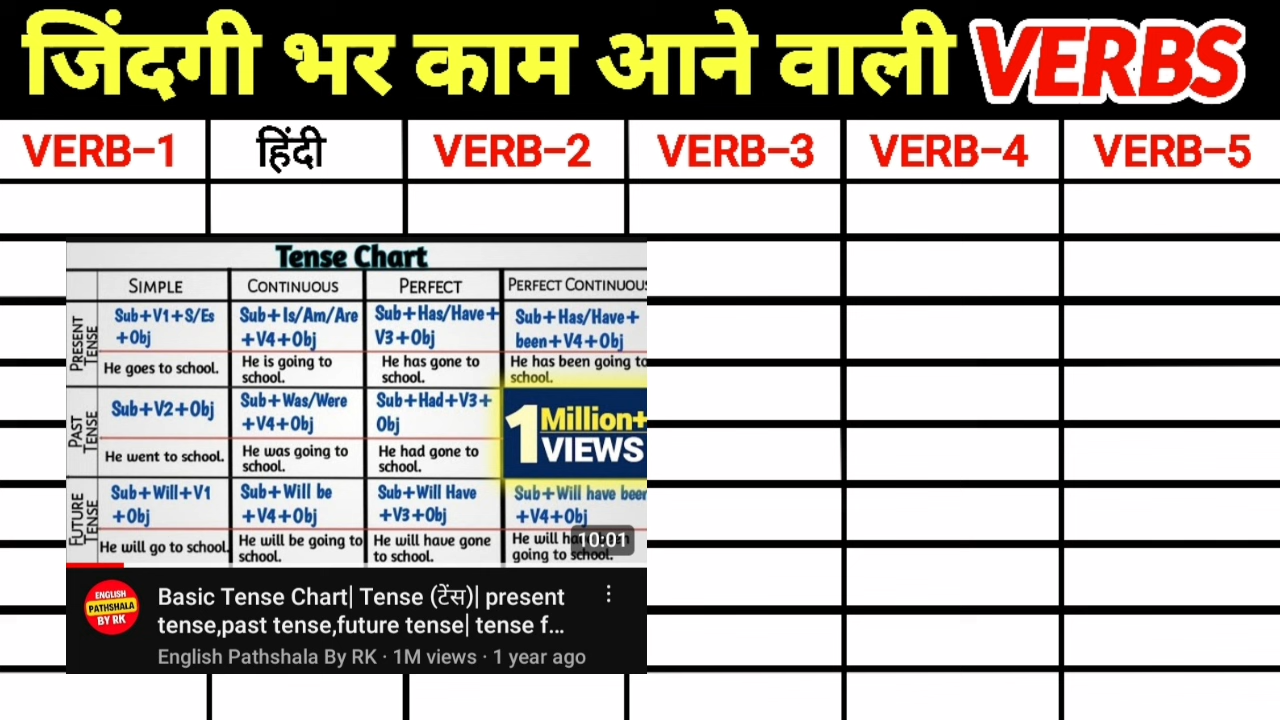 जिंदगी भर काम आने वाली VERBS
VERB-1 हिंदी VERB-2 VERB-3 VERB-4 VERB-5
Tense Chart
SIMPLE CONTINUOUS PERFECT PERFECT CONTINUOUS
PRESENT TENSE
Sub+V1+S/Es Sub+Is/Am/Are Sub+Has/Have+ Sub+Has/Have+
+Obj +V4+Obj V3+Obj been+V4+Obj
He goes to school. He is going to He has gone to He has been going to
school. school. school.
PAST TENSE
Sub+V2+Obj Sub+Was/Were Sub+Had+V3+
+V4+Obj Obj
1 Million+
VIEWS
He went to school. He was going to He had gone to
school. school.
FUTURE TENSE
Sub+Will+V1 Sub+Will be Sub+Will Have Sub+Will have been
+Obj +V4+Obj +V3+Obj +V4+Obj
He will go to school. He will be going to He will have gone He will
school. to school. going to school.
10:01
ENGLISH
PATHSHALA
BY RK
Basic Tense Chart| Tense (टेंस)| present
tense,past tense,future tense| tense f...
English Pathshala By RK · 1M views · 1 year ago